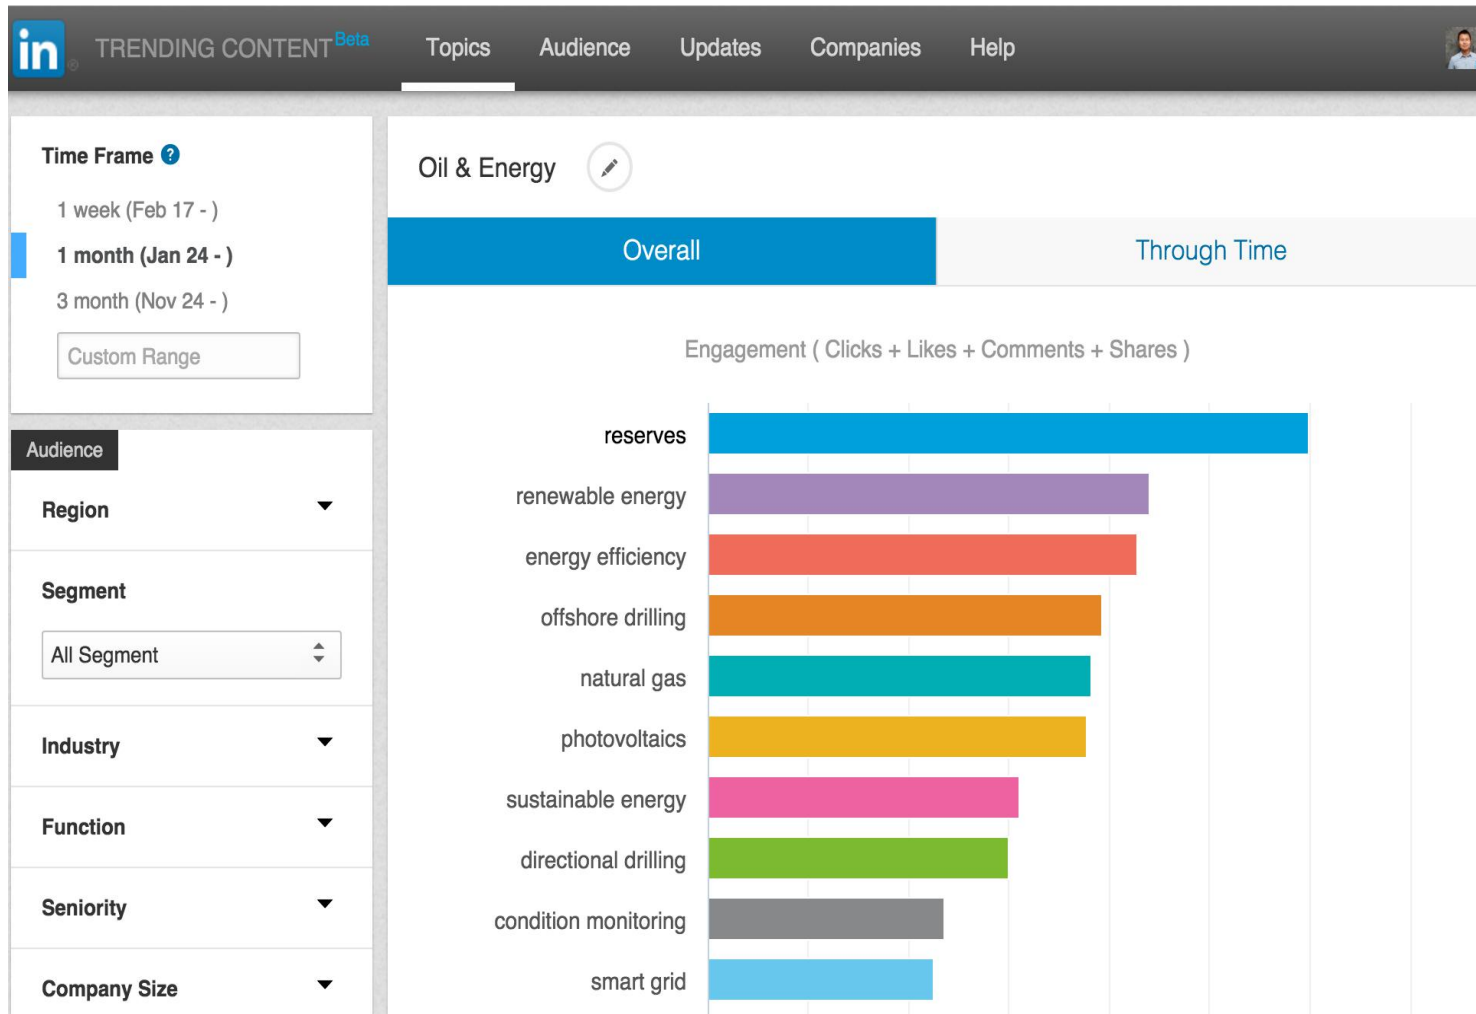 in ® TRENDING CONTENT Beta Topics Audience Updates Companies Help
Time Frame ?
1 week (Feb 17 - )
1 month (Jan 24 - )
3 month (Nov 24 - )
Custom Range
Audience
Region
Segment
All Segment
Industry
Function
Seniority
Company Size
Oil & Energy
Overall Through Time
Engagement ( Clicks + Likes + Comments + Shares )
reserves
renewable energy
energy efficiency
offshore drilling
natural gas
photovoltaics
sustainable energy
directional drilling
condition monitoring
smart grid